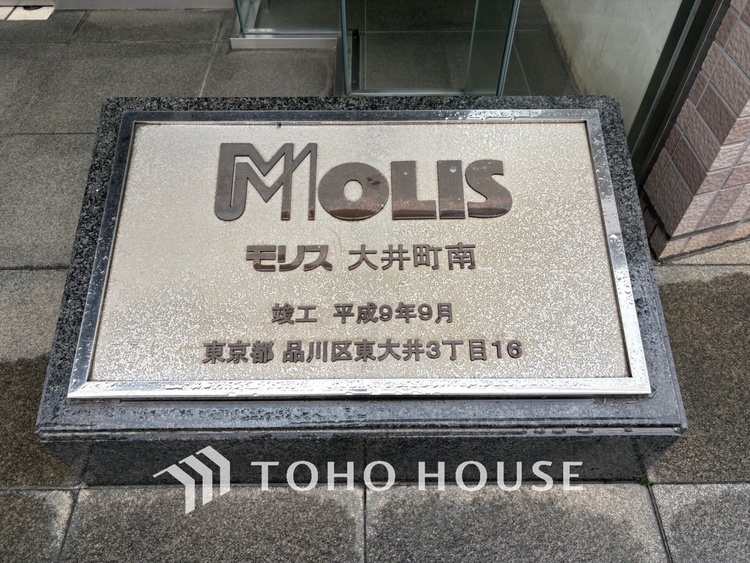 MOLIS
モリス 大井町南
竣工 平成9年9月
東京都 品川区東大井3丁目16
TOHO HOUSE